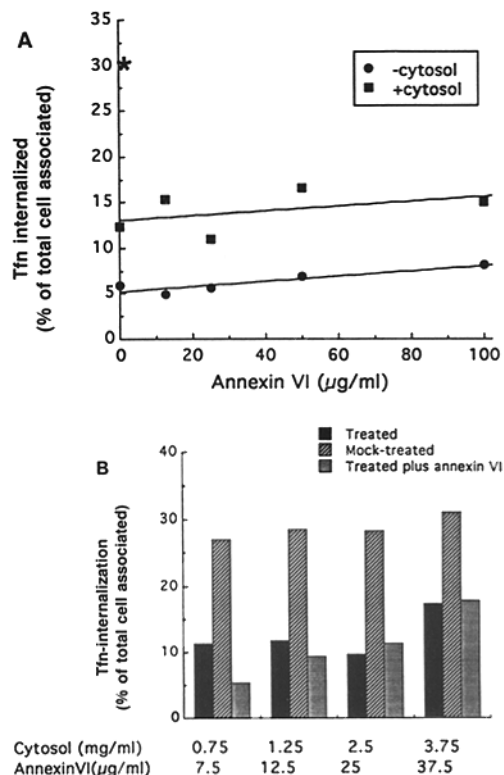 A
Tfn internalized
(% of total cell associated)
35
30
25
20
15
10
5
0
-cytosol
+cytosol
0 20 40 60 80 100
Annexin VI (µg/ml)
Treated
Mock-treated
Treated plus annexin VI
B
Tfn-internalization
(% of total cell associated)
40
30
20
10
0
Cytosol (mg/ml) 0.75 1.25 2.5 3.75
AnnexinVI(µg/ml) 7.5 12.5 25 37.5